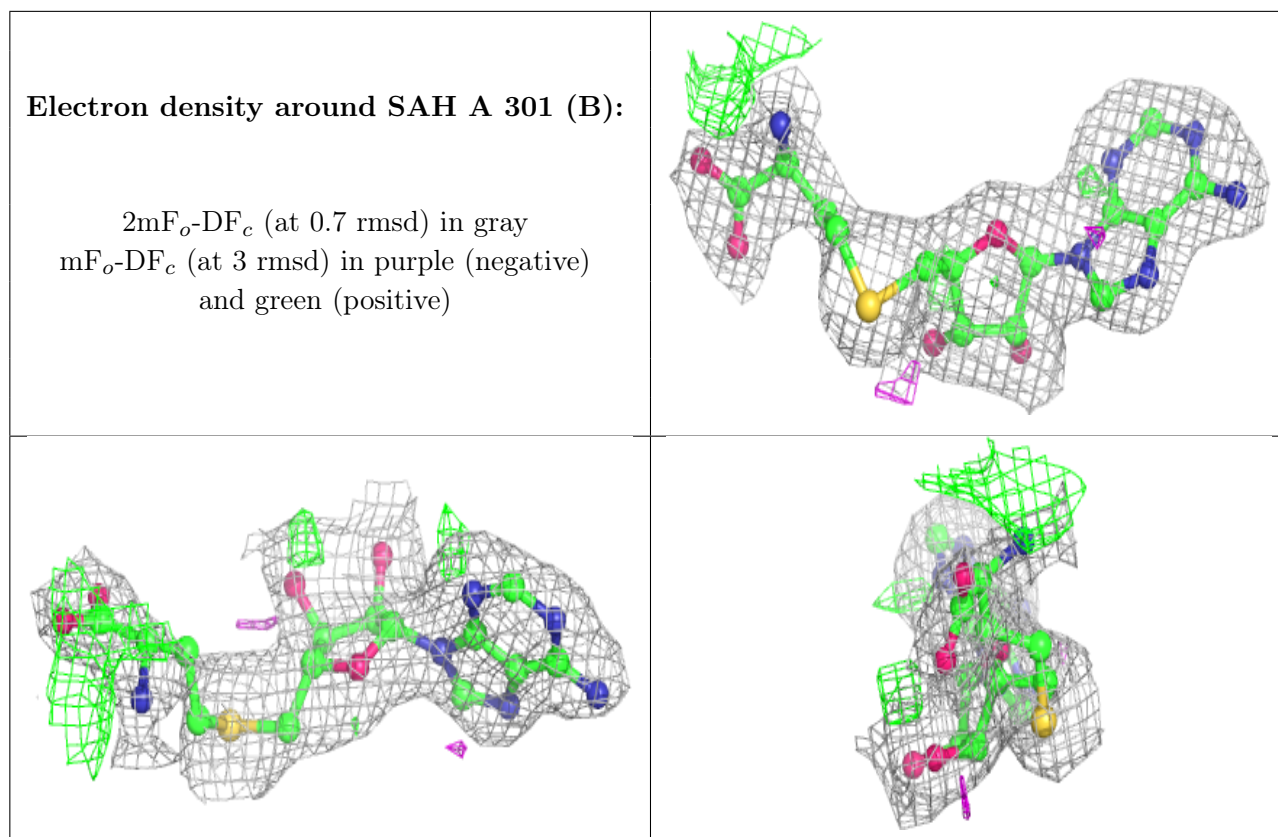 Electron density around SAH A 301 (B):
2mFₒ-DF𝑐 (at 0.7 rmsd) in gray
mFₒ-DF𝑐 (at 3 rmsd) in purple (negative)
and green (positive)